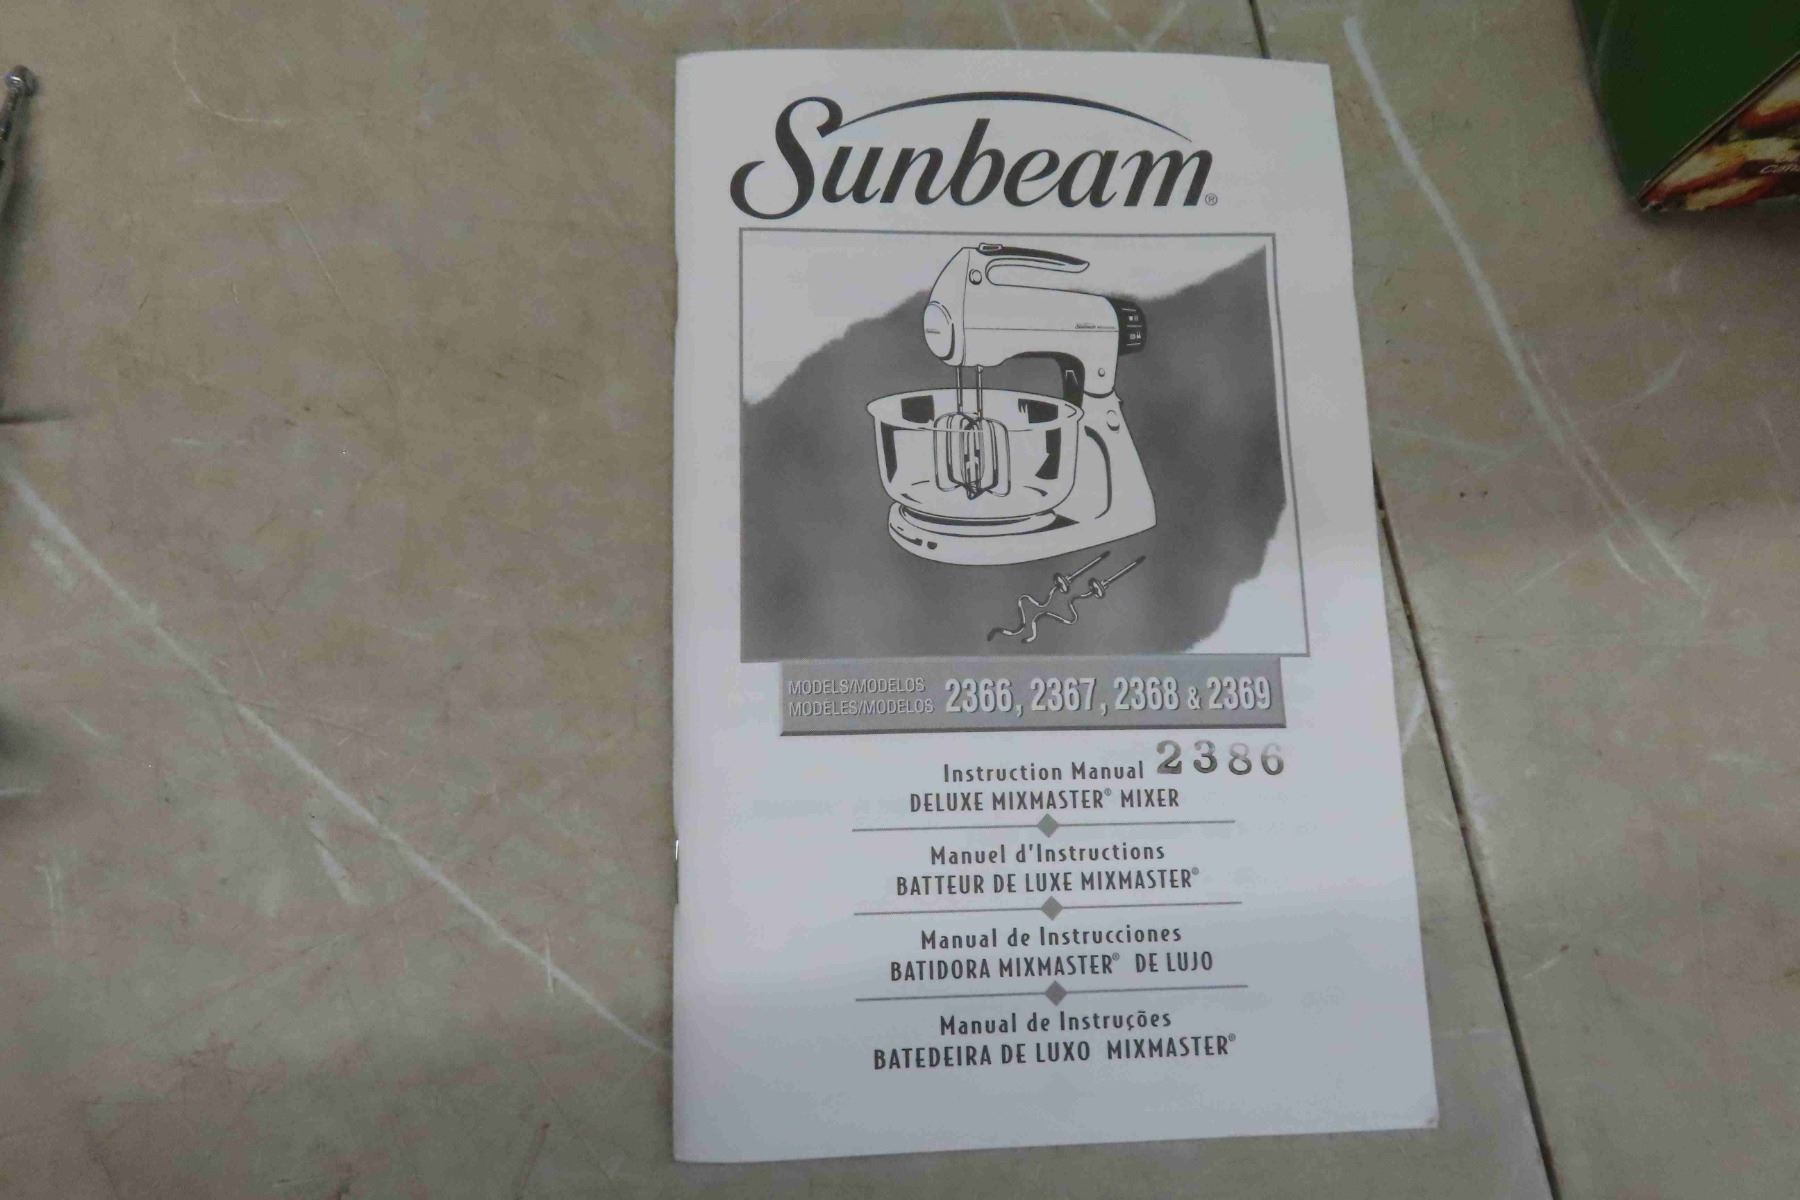 Sunbeam®
MODELS/MODELOS
MODELES/MODELOS
2366, 2367, 2368 & 2369
2386
Instruction Manual
DELUXE MIXMASTER® MIXER
Manuel d'Instructions
BATTEUR DE LUXE MIXMASTER®
Manual de Instrucciones
BATIDORA MIXMASTER® DE LUJO
Manual de Instruções
BATEDEIRA DE LUXO MIXMASTER®